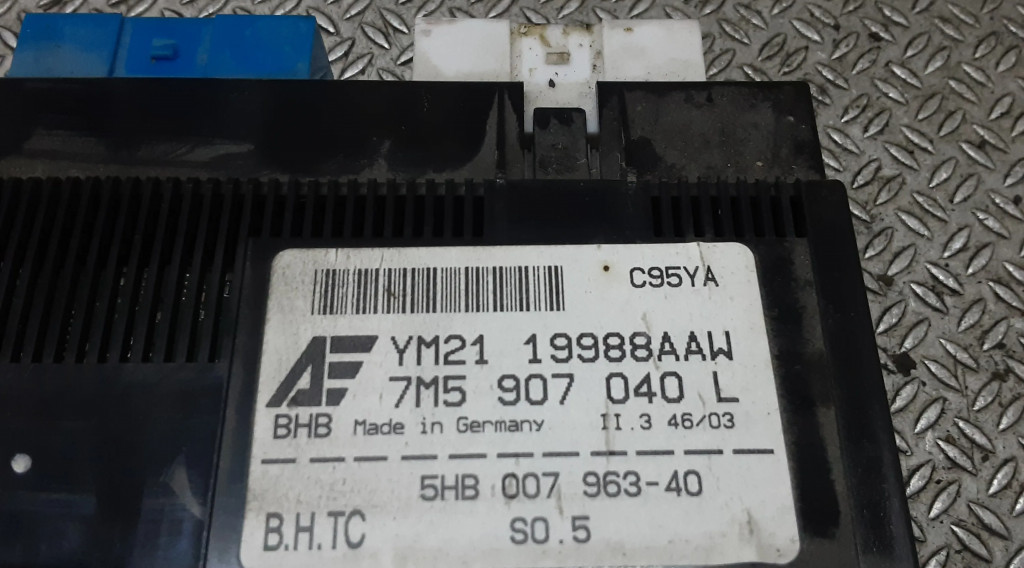 C95YA
AF YM21 19988AAW
7M5 907 040 L
BHB Made in Germany II.3 46/03
5HB 007 963-40
B.H.TC S0.5